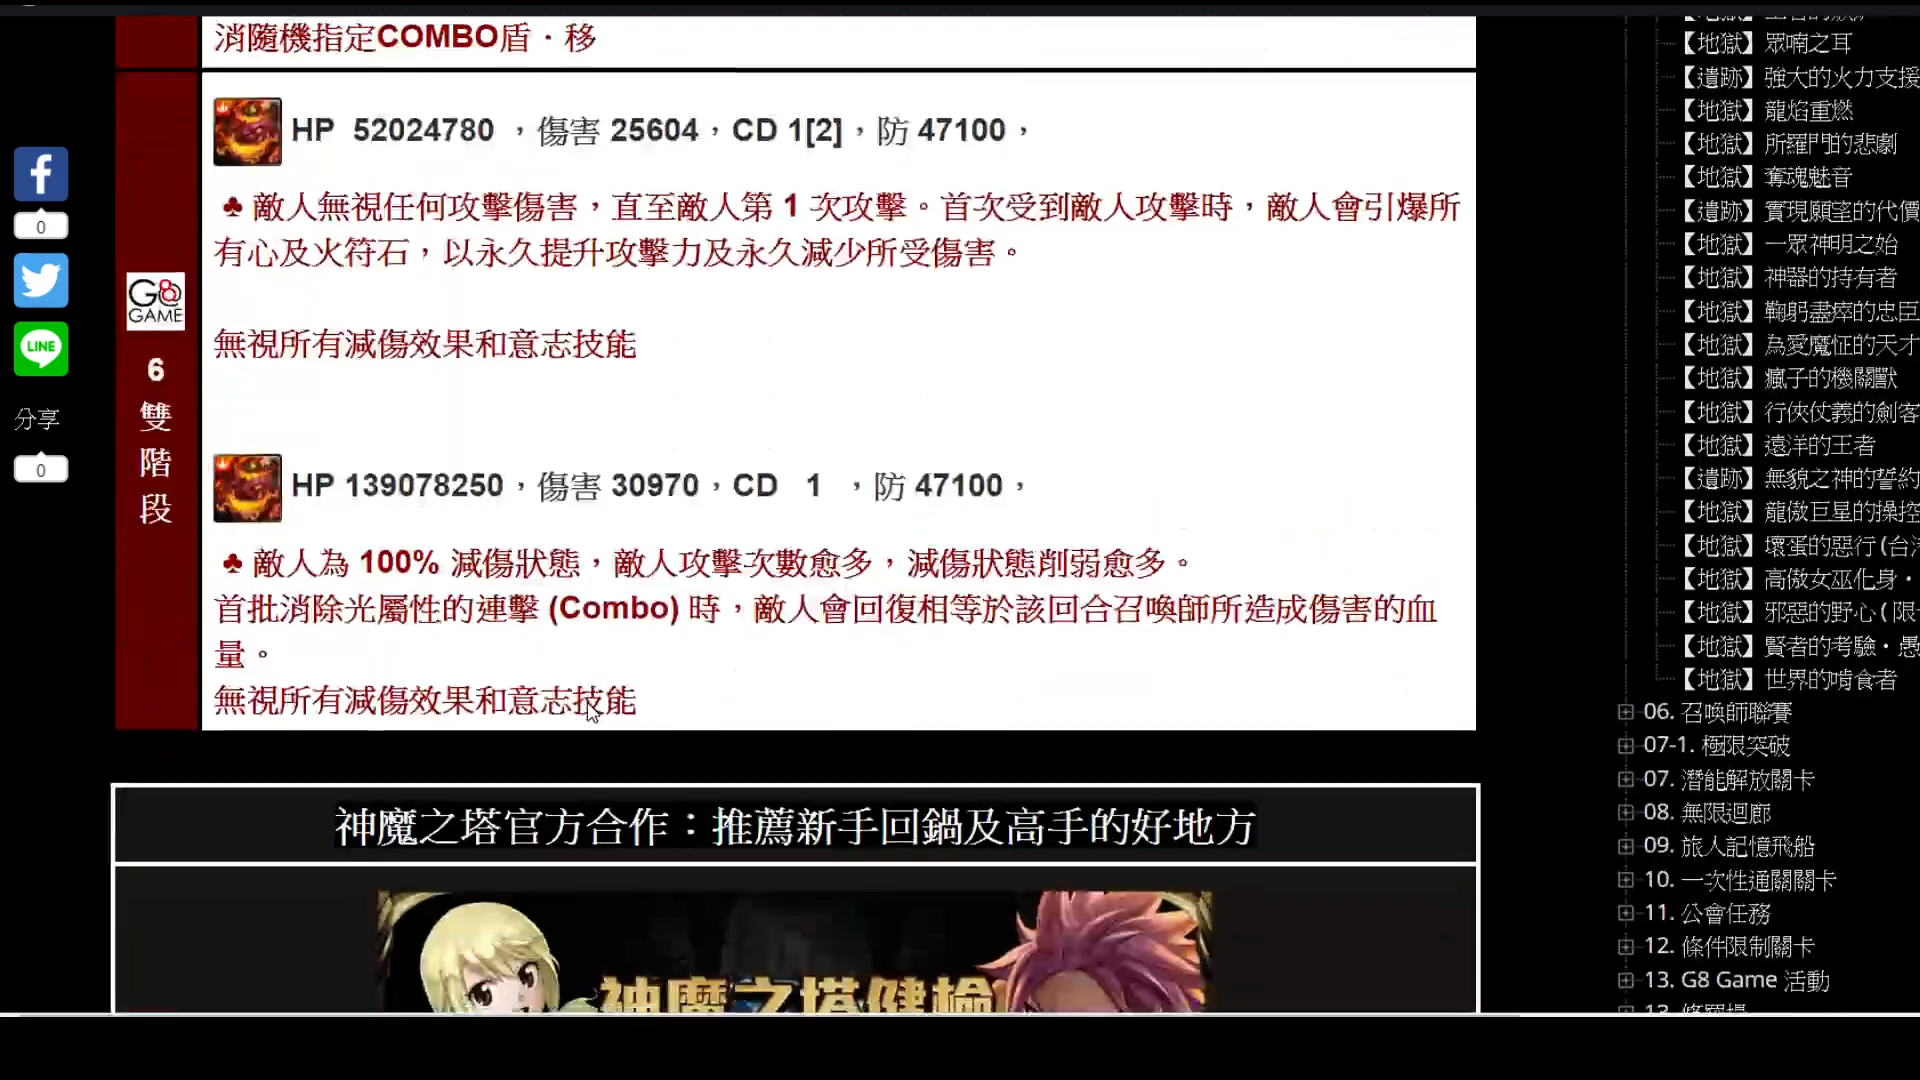 消隨機指定COMBO盾・移
HP 52024780 ，傷害 25604，CD 1[2]，防 47100，
♣ 敵人無視任何攻擊傷害，直至敵人第 1 次攻擊。首次受到敵人攻擊時，敵人會引爆所
有心及火符石，以永久提升攻擊力及永久減少所受傷害。
無視所有減傷效果和意志技能
HP 139078250，傷害 30970，CD 1 ，防 47100，
♣ 敵人為 100% 減傷狀態，敵人攻擊次數愈多，減傷狀態削弱愈多。
首批消除光屬性的連擊 (Combo) 時，敵人會回復相等於該回合召喚師所造成傷害的血
量。
無視所有減傷效果和意志技能
G8
GAME
6
雙
階
段
0
LINE
分享
0
神魔之塔官方合作：推薦新手回鍋及高手的好地方
神魔之塔健檢
【地獄】 眾喃之耳
【遺跡】 強大的火力支援
【地獄】 龍焰重燃
【地獄】 所羅門的悲劇
【地獄】 奪魂魅音
【遺跡】 實現願望的代價
【地獄】 一眾神明之始
【地獄】 神器的持有者
【地獄】 鞠躬盡瘁的忠臣
【地獄】 為愛魔怔的天才
【地獄】 瘋子的機關獸
【地獄】 行俠仗義的劍客
【地獄】 遠洋的王者
【遺跡】 無貌之神的誓約
【地獄】 龍傲巨星的操控
【地獄】 壞蛋的惡行 (台
【地獄】 高傲女巫化身・
【地獄】 邪惡的野心 ( 限
【地獄】 賢者的考驗・愚
【地獄】 世界的啃食者
06. 召喚師聯賽
07-1. 極限突破
07. 潛能解放關卡
08. 無限迴廊
09. 旅人記憶飛船
10. 一次性通關關卡
11. 公會任務
12. 條件限制關卡
13. G8 Game 活動